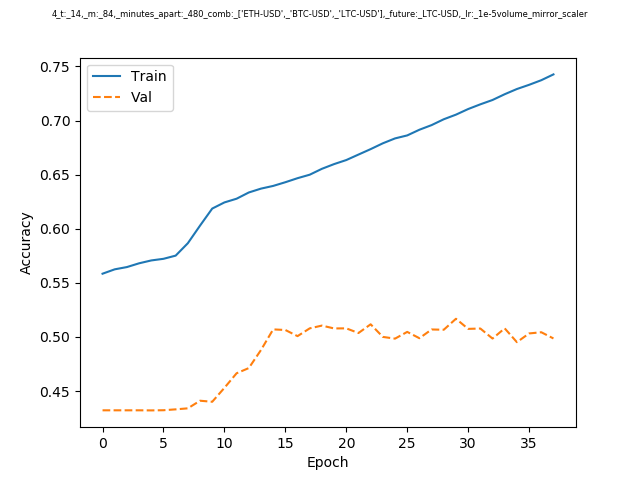 4_t:_14,_m:_84,_minutes_apart:_480_comb:_['ETH-USD',_'BTC-USD',_'LTC-USD'],_future:_LTC-USD,_lr:_1e-5volume_mirror_scaler
Train
Val
0.75
0.70
0.65
0.60
0.55
0.50
0.45
Accuracy
0 5 10 15 20 25 30 35
Epoch